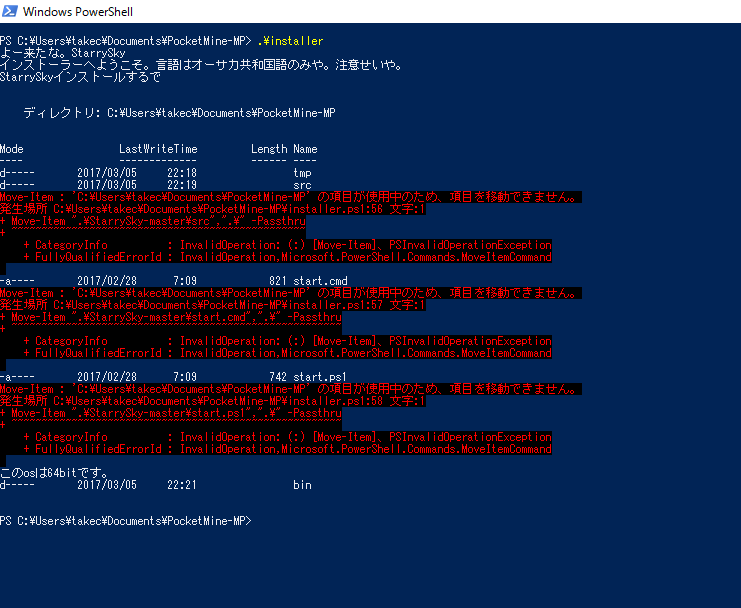 Windows PowerShell
PS C:¥Users¥takec¥Documents¥PocketMine-MP> .¥installer
よー来たな。StarrySky
インストーラーへようこそ。言語はオーサカ共和国語のみや。注意せいや。
StarrySkyインストールするで
ディレクトリ: C:¥Users¥takec¥Documents¥PocketMine-MP
Mode LastWriteTime Length Name
---- ------------- ------ ----
d----- 2017/03/05 22:18 tmp
d----- 2017/03/05 22:19 src
Move-Item : 'C:¥Users¥takec¥Documents¥PocketMine-MP' の項目が使用中のため、項目を移動できません。
発生場所 C:¥Users¥takec¥Documents¥PocketMine-MP¥installer.ps1:56 文字:1
+ Move-Item ".¥StarrySky-master¥src",".¥" -Passthru
+ ~~~~~~~~~~~~~~~~~~~~~~~~~~~~~~~~~~~~~~~~~~~~~~~~~
+ CategoryInfo : InvalidOperation: (:) [Move-Item]、PSInvalidOperationException
+ FullyQualifiedErrorId : InvalidOperation,Microsoft.PowerShell.Commands.MoveItemCommand
-a---- 2017/02/28 7:09 821 start.cmd
Move-Item : 'C:¥Users¥takec¥Documents¥PocketMine-MP' の項目が使用中のため、項目を移動できません。
発生場所 C:¥Users¥takec¥Documents¥PocketMine-MP¥installer.ps1:57 文字:1
+ Move-Item ".¥StarrySky-master¥start.cmd",".¥" -Passthru
+ ~~~~~~~~~~~~~~~~~~~~~~~~~~~~~~~~~~~~~~~~~~~~~~~~~~~~~~~
+ CategoryInfo : InvalidOperation: (:) [Move-Item]、PSInvalidOperationException
+ FullyQualifiedErrorId : InvalidOperation,Microsoft.PowerShell.Commands.MoveItemCommand
-a---- 2017/02/28 7:09 742 start.ps1
Move-Item : 'C:¥Users¥takec¥Documents¥PocketMine-MP' の項目が使用中のため、項目を移動できません。
発生場所 C:¥Users¥takec¥Documents¥PocketMine-MP¥installer.ps1:58 文字:1
+ Move-Item ".¥StarrySky-master¥start.ps1",".¥" -Passthru
+ ~~~~~~~~~~~~~~~~~~~~~~~~~~~~~~~~~~~~~~~~~~~~~~~~~~~~~~~
+ CategoryInfo : InvalidOperation: (:) [Move-Item]、PSInvalidOperationException
+ FullyQualifiedErrorId : InvalidOperation,Microsoft.PowerShell.Commands.MoveItemCommand
このosは64bitです。
d----- 2017/03/05 22:21 bin
PS C:¥Users¥takec¥Documents¥PocketMine-MP>